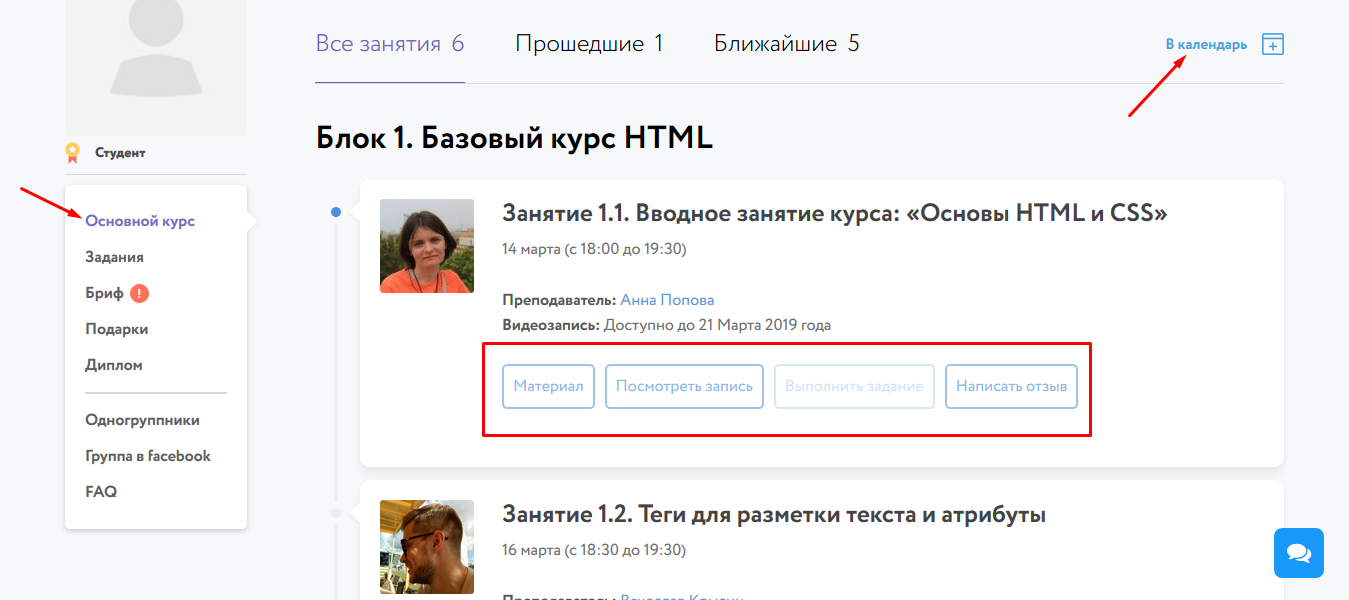 Все занятия 6
Прошедшие 1
Ближайшие 5
В календарь
Студент
Основной курс
Задания
Бриф !
Подарки
Диплом
Одногруппники
Группа в facebook
FAQ
Блок 1. Базовый курс HTML
Занятие 1.1. Вводное занятие курса: «Основы HTML и CSS»
14 марта (с 18:00 до 19:30)
Преподаватель: Анна Попова
Видеозапись: Доступно до 21 Марта 2019 года
Материал
Посмотреть запись
Выполнить задание
Написать отзыв
Занятие 1.2. Теги для разметки текста и атрибуты
16 марта (с 18:30 до 19:30)
Преподаватель: